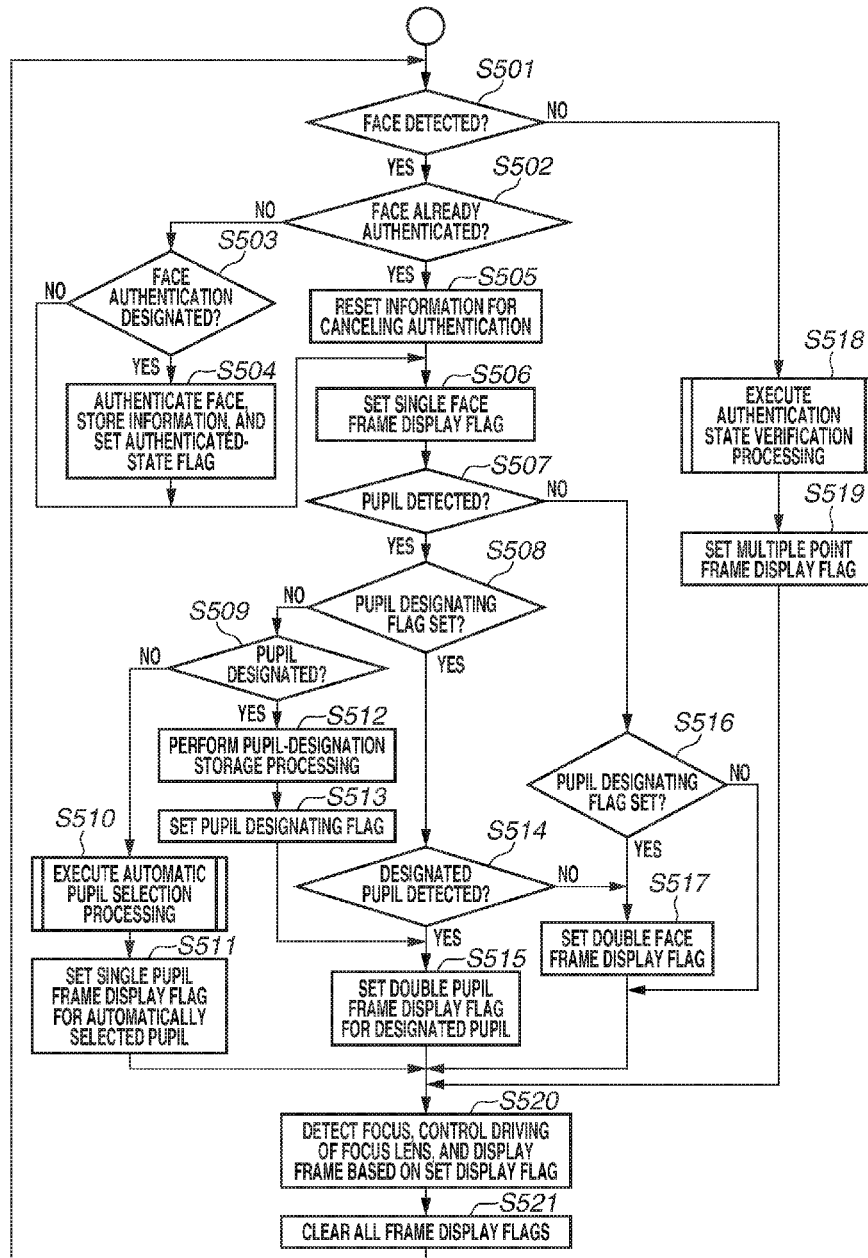 S501
FACE DETECTED?
NO
YES
S502
FACE ALREADY
AUTHENTICATED?
NO
YES
S503
FACE
AUTHENTICATION
DESIGNATED?
NO
YES
S504
AUTHENTICATE FACE,
STORE INFORMATION, AND
SET AUTHENTICATED-
STATE FLAG
S505
RESET INFORMATION FOR
CANCELING AUTHENTICATION
S506
SET SINGLE FACE
FRAME DISPLAY FLAG
S518
EXECUTE
AUTHENTICATION
STATE VERIFICATION
PROCESSING
S519
SET MULTIPLE POINT
FRAME DISPLAY FLAG
S507
PUPIL DETECTED?
NO
YES
S508
PUPIL DESIGNATING
FLAG SET?
NO
YES
S509
PUPIL
DESIGNATED?
NO
YES
S512
PERFORM PUPIL-DESIGNATION
STORAGE PROCESSING
S513
SET PUPIL DESIGNATING FLAG
S510
EXECUTE AUTOMATIC
PUPIL SELECTION
PROCESSING
S511
SET SINGLE PUPIL
FRAME DISPLAY FLAG
FOR AUTOMATICALLY
SELECTED PUPIL
S514
DESIGNATED
PUPIL DETECTED?
NO
YES
S515
SET DOUBLE PUPIL
FRAME DISPLAY FLAG
FOR DESIGNATED PUPIL
S516
PUPIL DESIGNATING
FLAG SET?
NO
YES
S517
SET DOUBLE FACE
FRAME DISPLAY FLAG
S520
DETECT FOCUS, CONTROL DRIVING
OF FOCUS LENS, AND DISPLAY
FRAME BASED ON SET DISPLAY FLAG
S521
CLEAR ALL FRAME DISPLAY FLAGS